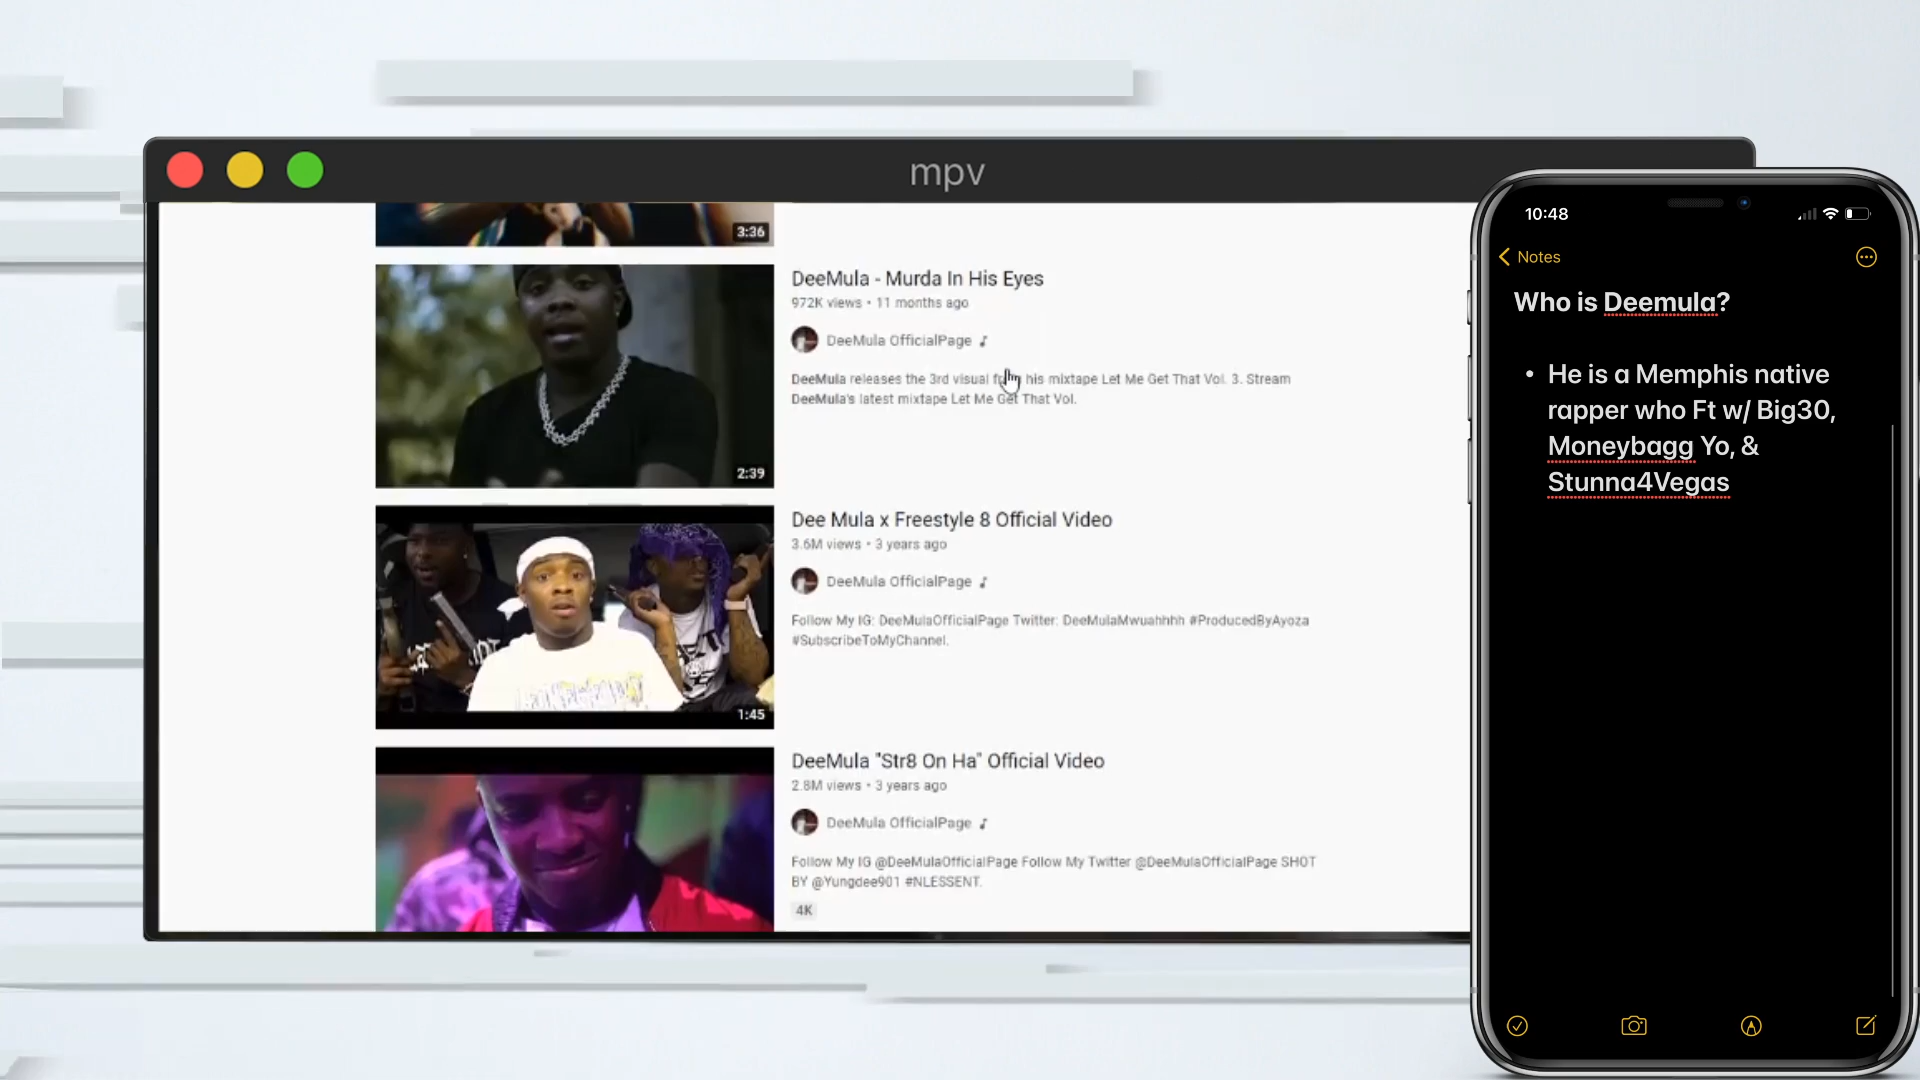 mpv
3:36
DeeMula - Murda In His Eyes
972K views • 11 months ago
DeeMula OfficialPage
DeeMula releases the 3rd visual his mixtape Let Me Get That Vol. 3. Stream
DeeMula's latest mixtape Let Me Get That Vol.
2:39
Dee Mula x Freestyle 8 Official Video
3.6M views • 3 years ago
DeeMula OfficialPage
Follow My IG: DeeMulaOfficialPage Twitter: DeeMulaMwuahhhh #ProducedByAyoza
#SubscribeToMyChannel.
1:45
DeeMula "Str8 On Ha" Official Video
2.8M views • 3 years ago
DeeMula OfficialPage
Follow My IG @DeeMulaOfficialPage Follow My Twitter @DeeMulaOfficialPage SHOT
BY @Yungdee901 #NLESSENT.
4K
10:48
Notes
Who is Deemula?
• He is a Memphis native
rapper who Ft w/ Big30,
Moneybagg Yo, &
Stunna4Vegas